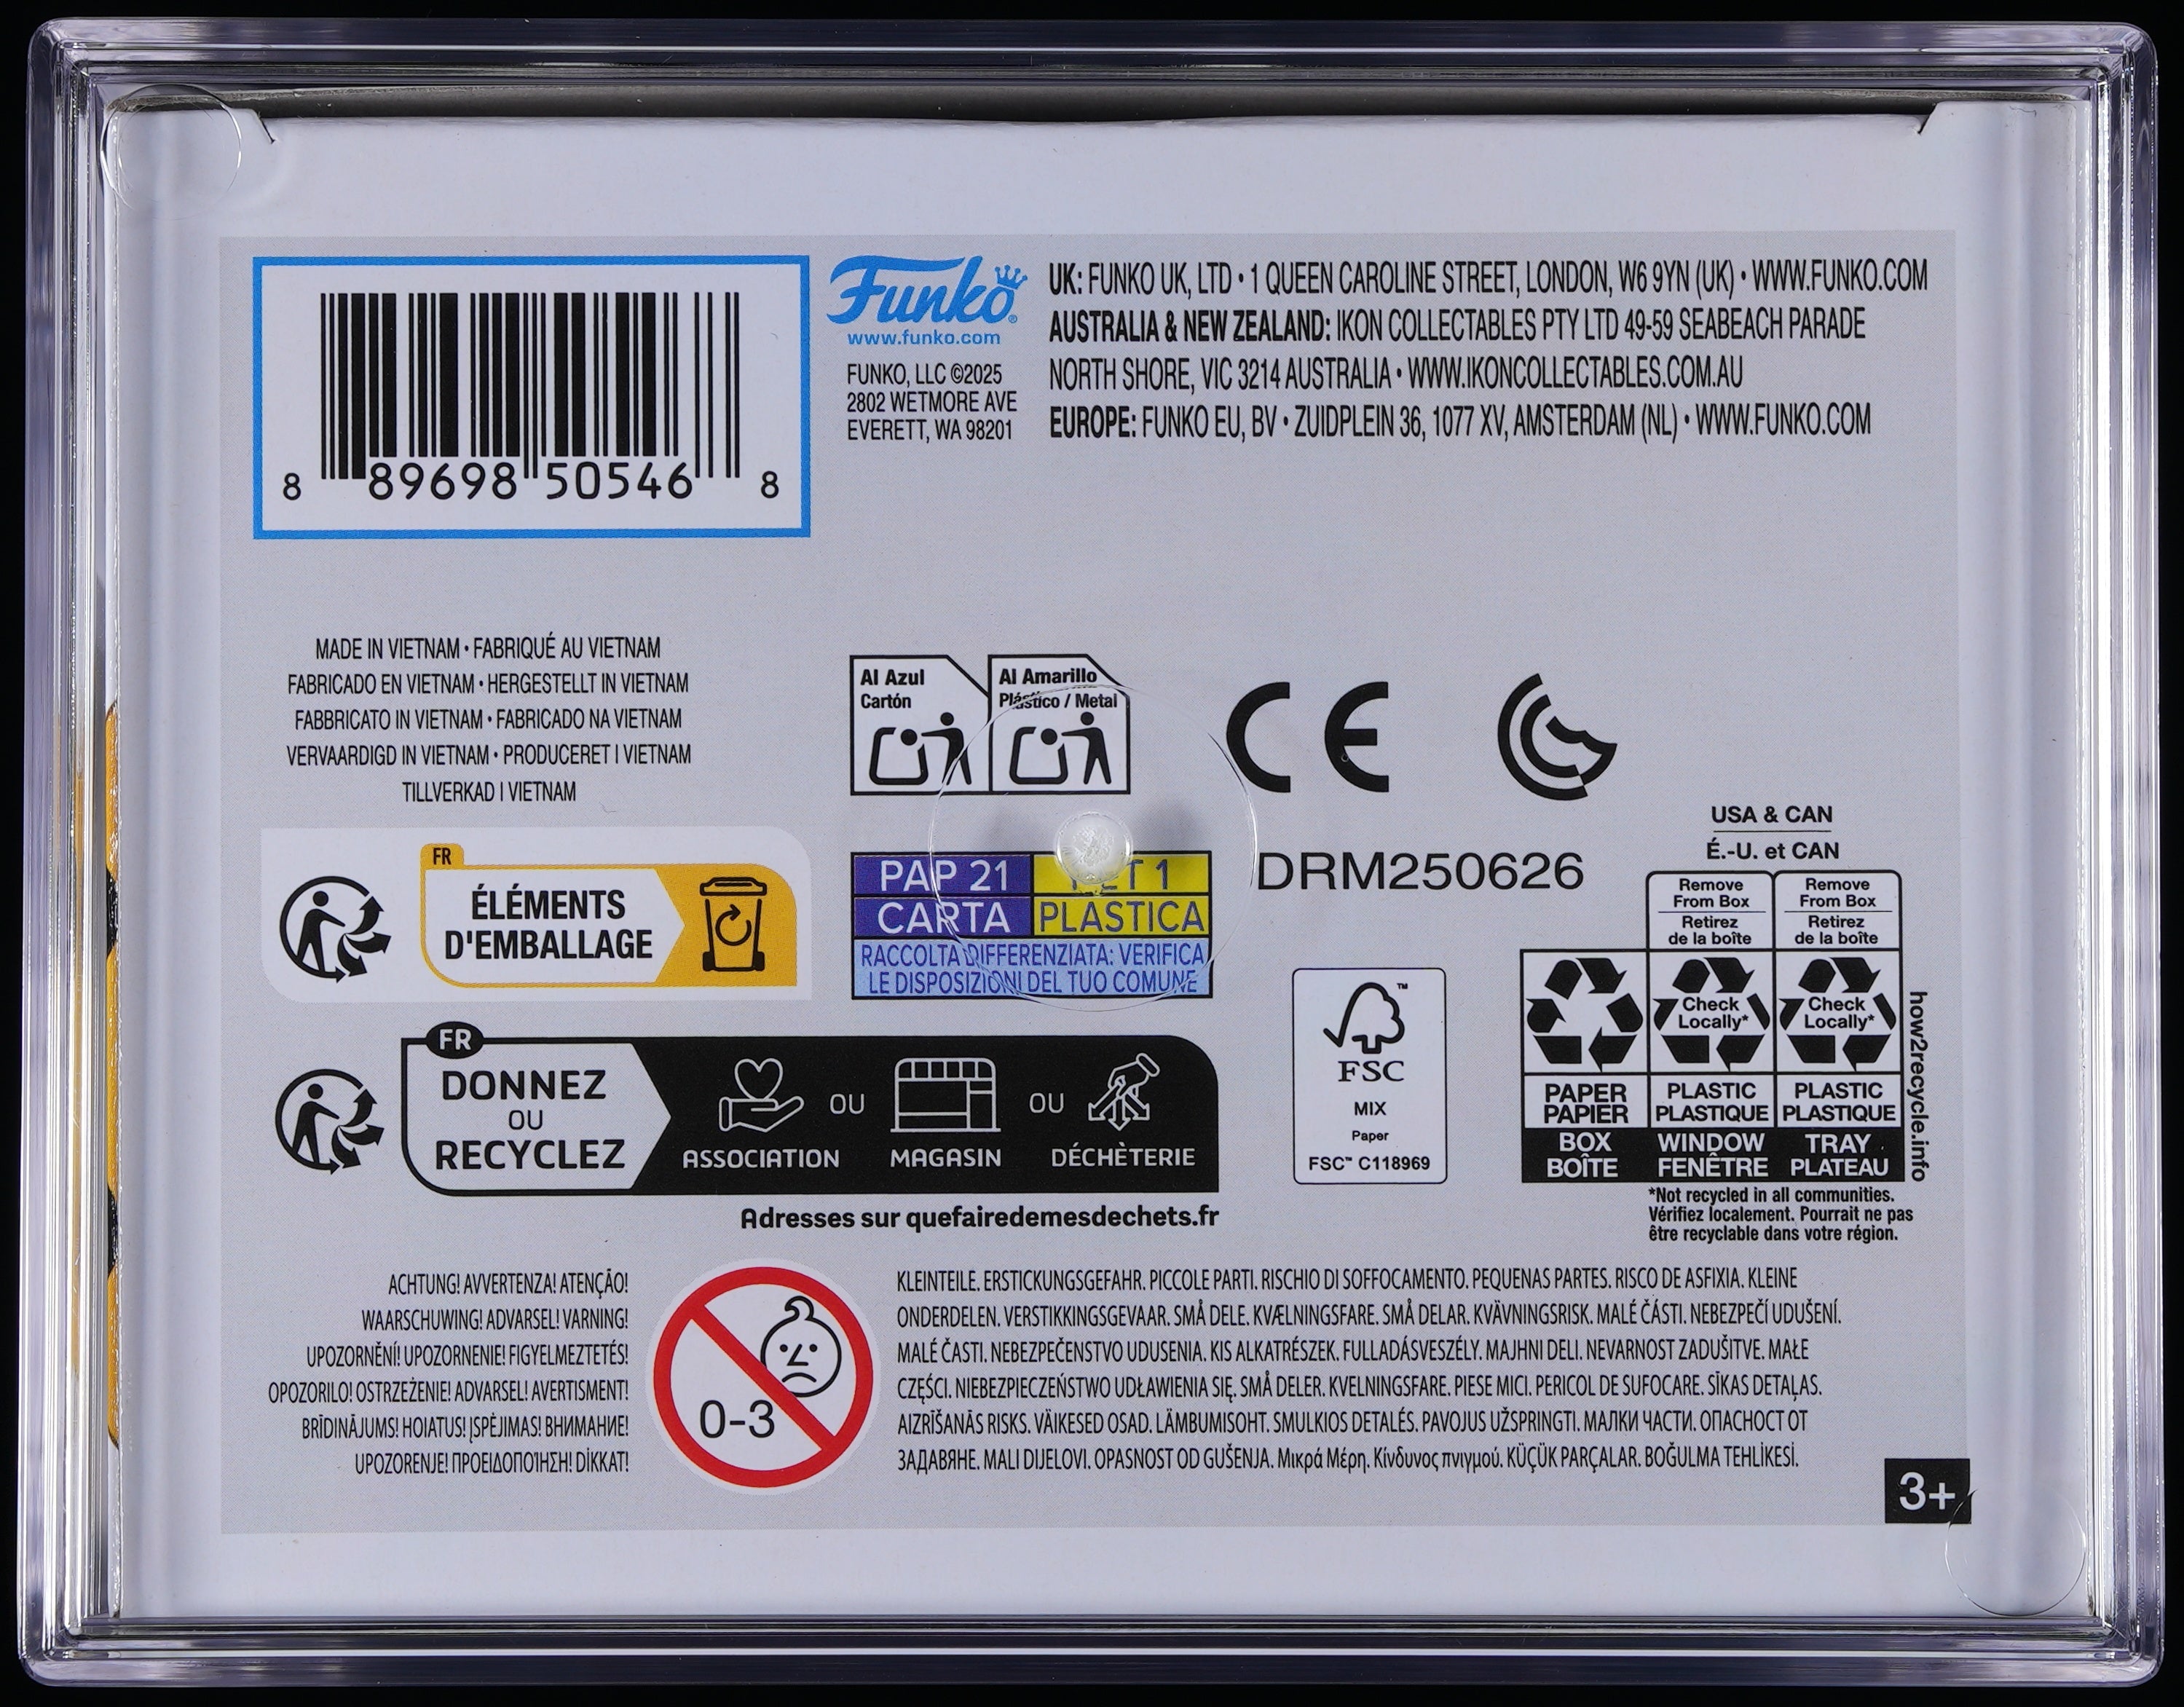 8 89698 50546 8
Funko®
www.funko.com
FUNKO, LLC ©2025
2802 WETMORE AVE
EVERETT, WA 98201
UK: FUNKO UK, LTD • 1 QUEEN CAROLINE STREET, LONDON, W6 9YN (UK) • WWW.FUNKO.COM
AUSTRALIA & NEW ZEALAND: IKON COLLECTABLES PTY LTD 49-59 SEABEACH PARADE
NORTH SHORE, VIC 3214 AUSTRALIA • WWW.IKONCOLLECTABLES.COM.AU
EUROPE: FUNKO EU, BV • ZUIDPLEIN 36, 1077 XV, AMSTERDAM (NL) • WWW.FUNKO.COM
MADE IN VIETNAM • FABRIQUÉ AU VIETNAM
FABRICADO EN VIETNAM • HERGESTELLT IN VIETNAM
FABBRICATO IN VIETNAM • FABRICADO NA VIETNAM
VERVAARDIGD IN VIETNAM • PRODUCERET I VIETNAM
TILLVERKAD I VIETNAM
Al Azul
Cartón
Al Amarillo
Plástico / Metal
CE
FR
ÉLÉMENTS
D'EMBALLAGE
PAP 21
CARTA
1
PLASTICA
RACCOLTA DIFFERENZIATA: VERIFICA
LE DISPOSIZIONI DEL TUO COMUNE
DRM250626
USA & CAN
É.-U. et CAN
Remove
From Box
Retirez
de la boîte
Remove
From Box
Retirez
de la boîte
Check
Locally*
Check
Locally*
PAPER
PAPIER
BOX
BOÎTE
PLASTIC
PLASTIQUE
WINDOW
FENÊTRE
PLASTIC
PLASTIQUE
TRAY
PLATEAU
how2recycle.info
*Not recycled in all communities.
Vérifiez localement. Pourrait ne pas
être recyclable dans votre région.
FR
DONNEZ
OU
RECYCLEZ
ASSOCIATION
OU
MAGASIN
OU
DÉCHÈTERIE
Adresses sur quefairedemesdechets.fr
FSC
MIX
Paper
FSC™ C118969
ACHTUNG! AVVERTENZA! ATENÇÃO!
WAARSCHUWING! ADVARSEL! VARNING!
UPOZORNĚNÍ! UPOZORNENIE! FIGYELMEZTETÉS!
OPOZORILO! OSTRZEŻENIE! ADVARSEL! AVERTISMENT!
BRĪDINĀJUMS! HOIATUS! ĮSPĖJIMAS! ВНИМАНИЕ!
UPOZORENJE! ΠΡΟΕΙΔΟΠΟΊΗΣΗ! DİKKAT!
0-3
KLEINTEILE. ERSTICKUNGSGEFAHR. PICCOLE PARTI. RISCHIO DI SOFFOCAMENTO. PEQUENAS PARTES. RISCO DE ASFIXIA. KLEINE
ONDERDELEN. VERSTIKKINGSGEVAAR. SMÅ DELE. KVÆLNINGSFARE. SMÅ DELAR. KVÄVNINGSRISK. MALÉ ČÁSTI. NEBEZPEČÍ UDUŠENÍ.
MALÉ ČASTI. NEBEZPEČENSTVO UDUSENIA. KIS ALKATRÉSZEK. FULLADÁSVESZÉLY. MAJHNI DELI. NEVARNOST ZADUŠITVE. MAŁE
CZĘŚCI. NIEBEZPIECZEŃSTWO UDŁAWIENIA SIĘ. SMÅ DELER. KVELNINGSFARE. PIESE MICI. PERICOL DE SUFOCARE. SĪKAS DETAĻAS.
AIZRĪŠANĀS RISKS. VÄIKESED OSAD. LÄMBUMISOHT. SMULKIOS DETALĖS. PAVOJUS UŽSPRINGTI. МАЛКИ ЧАСТИ. ОПАСНОСТ ОТ
ЗАДАВЯНЕ. MALI DIJELOVI. OPASNOST OD GUŠENJA. Μικρά Μέρη. Κίνδυνος πνιγμού. KÜÇÜK PARÇALAR. BOĞULMA TEHLİKESİ.
3+